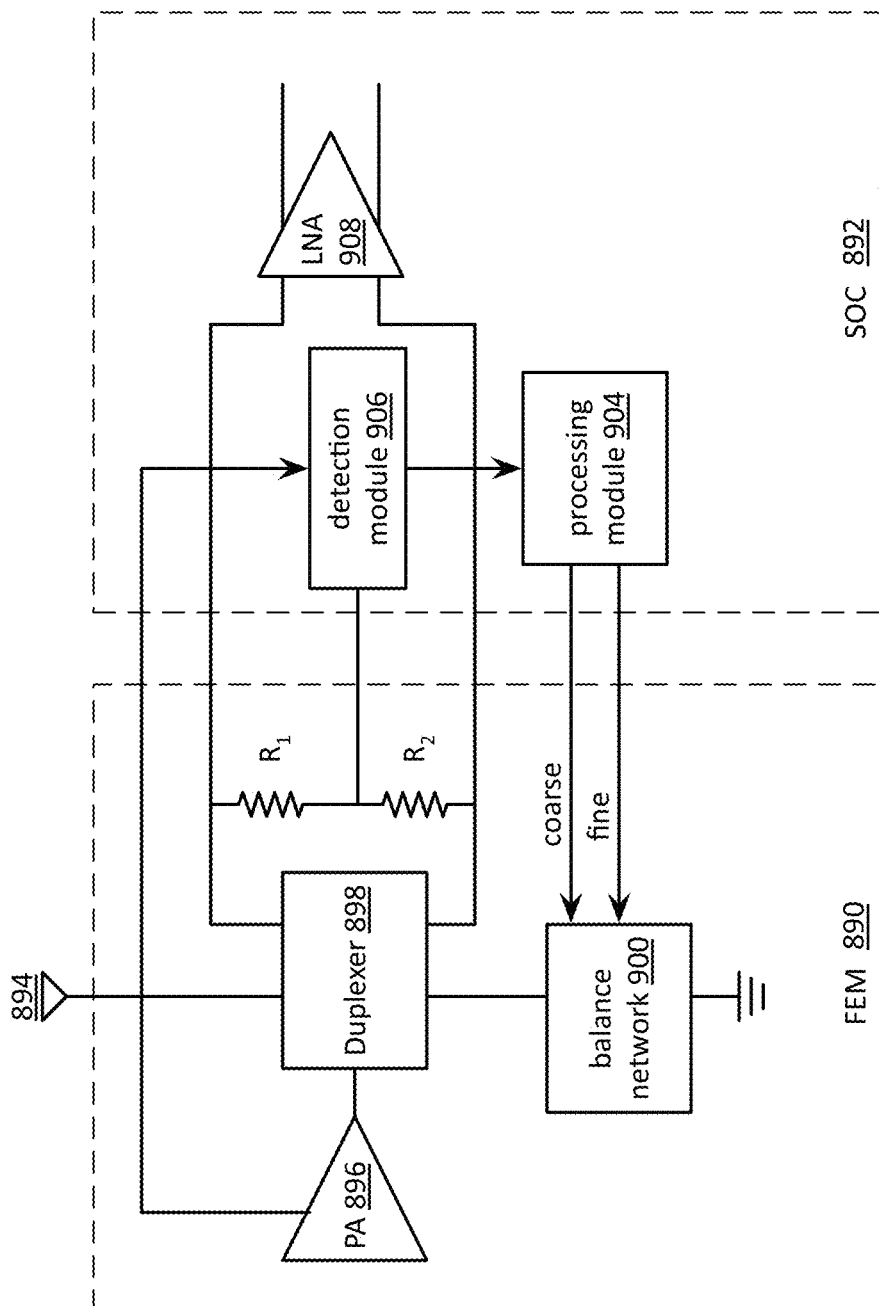 894
PA 896
Duplexer 898
R1
R2
balance
network 900
coarse
fine
FEM 890
detection
module 906
processing
module 904
LNA
908
SOC 892